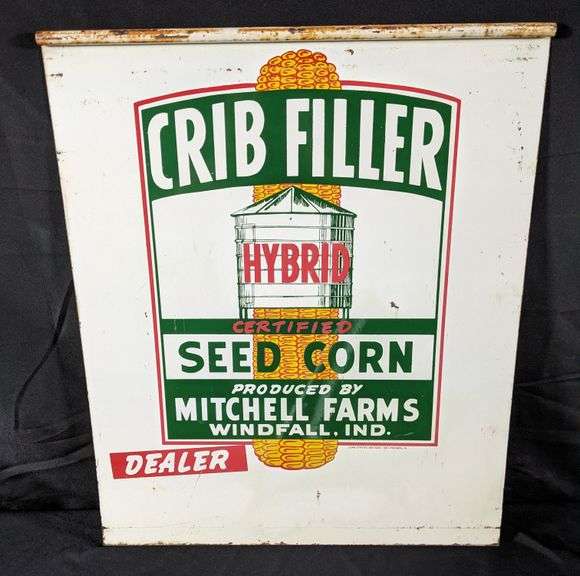 CRIB FILLER
HYBRID
CERTIFIED
SEED CORN
PRODUCED BY
MITCHELL FARMS
WINDFALL, IND.
DEALER